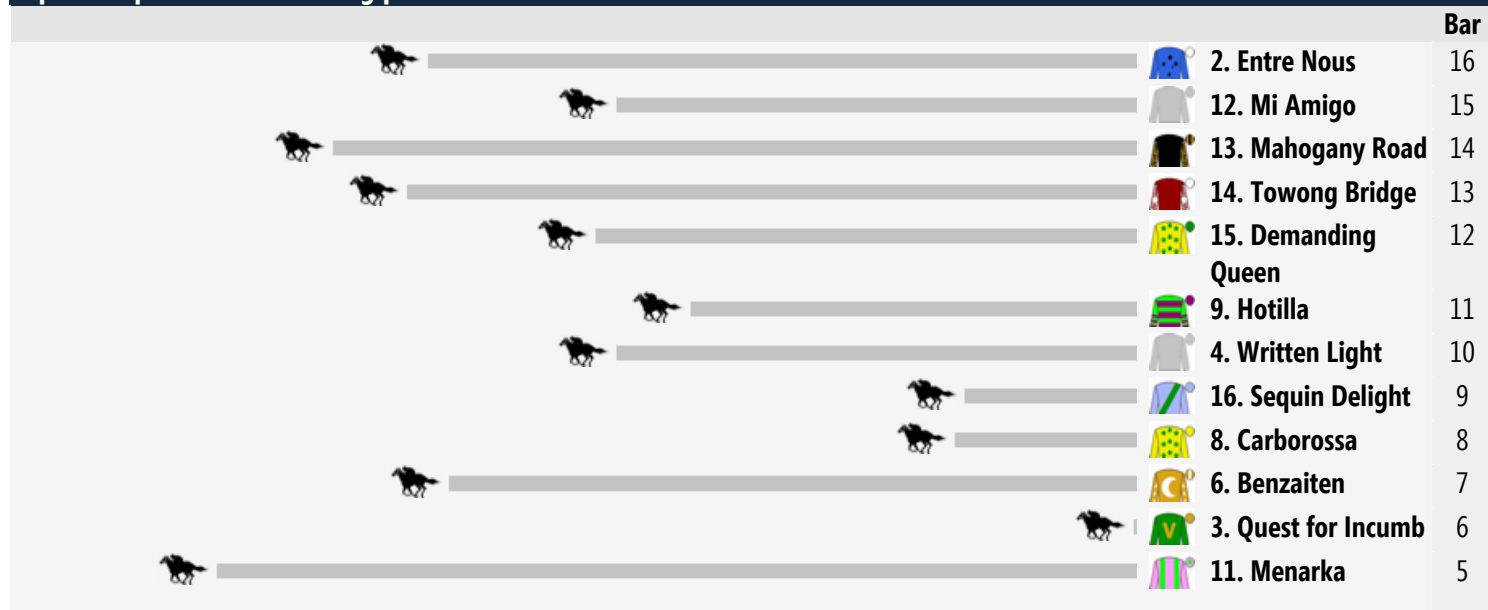 Bar
2. Entre Nous 16
12. Mi Amigo 15
13. Mahogany Road 14
14. Towong Bridge 13
15. Demanding 12
Queen
9. Hotilla 11
4. Written Light 10
16. Sequin Delight 9
8. Carborossa 8
6. Benzaiten 7
V
3. Quest for Incumb 6
11. Menarka 5